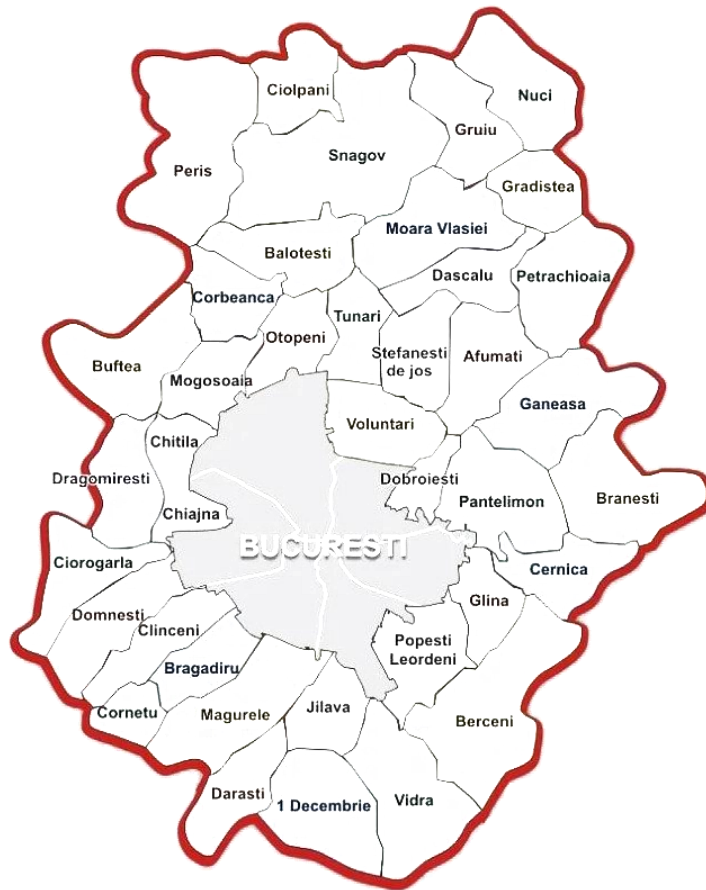 Ciolpani
Nuci
Gruiu
Snagov
Peris
Gradistea
Moara Vlasiei
Balotesti
Dascalu
Petrachioaia
Corbeanca
Tunari
Otopeni
Stefanesti
de jos
Afumati
Buftea
Mogosoaia
Ganeasa
Voluntari
Chitila
Dragomiresti
Dobroiesti
Pantelimon
Branesti
Chiajna
BUCURESTI
Ciorogarla
Cernica
Glina
Domnesti
Clinceni
Popesti
Leordeni
Bragadiru
Cornetu
Magurele
Jilava
Berceni
Darasti
1 Decembrie
Vidra